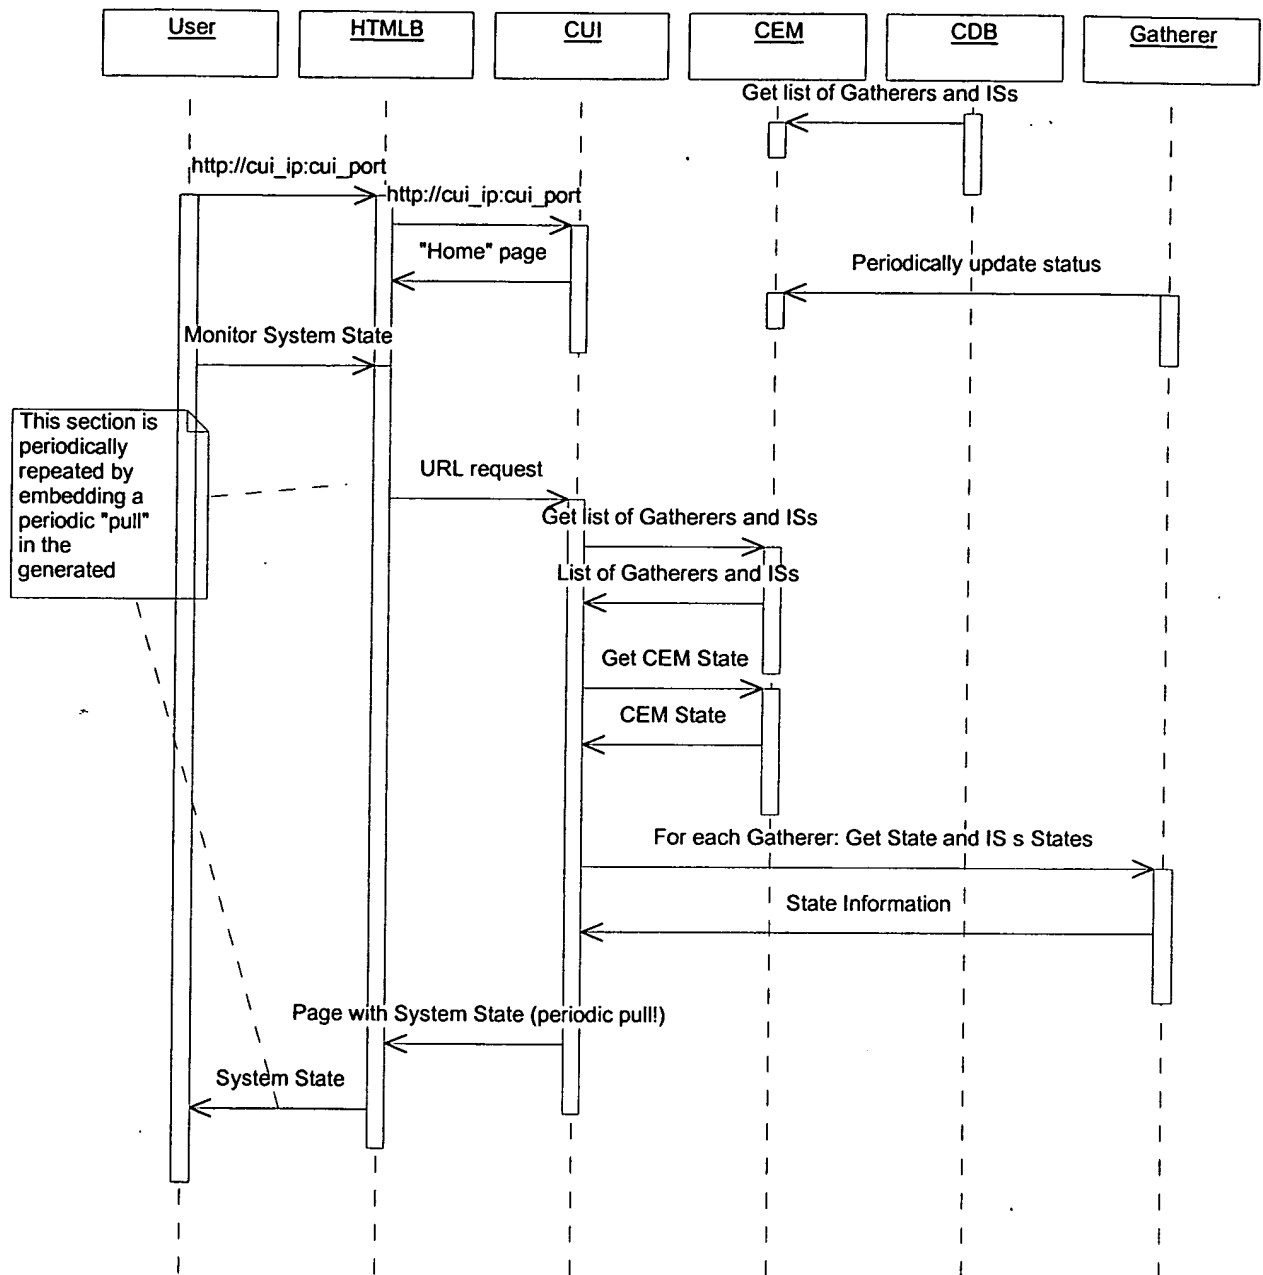 User
HTMLB
CUI
CEM
CDB
Gatherer
Get list of Gatherers and ISs
http://cui_ip:cui_port
http://cui_ip:cui_port
"Home" page
Periodically update status
Monitor System State
This section is
periodically
repeated by
embedding a
periodic "pull"
in the
generated
URL request
Get list of Gatherers and ISs
List of Gatherers and ISs
Get CEM State
CEM State
For each Gatherer: Get State and IS s States
State Information
Page with System State (periodic pull!)
System State